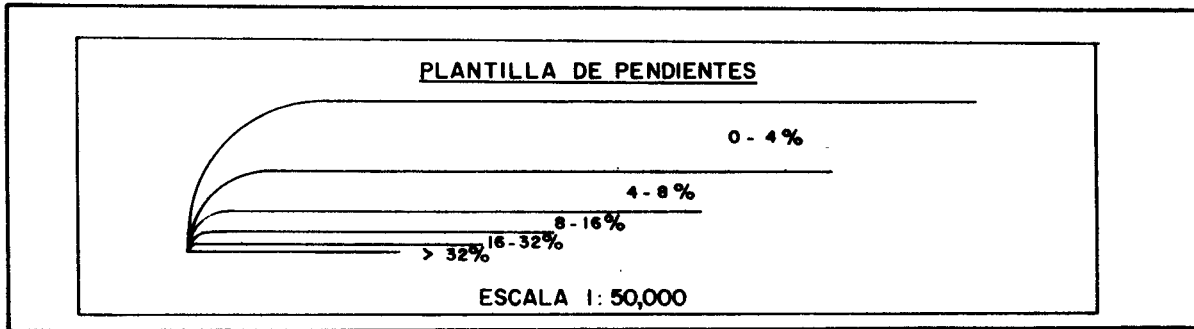 PLANTILLA DE PENDIENTES
0 - 4 %
4 - 8 %
8 - 16%
16 - 32%
> 32%
ESCALA 1: 50,000